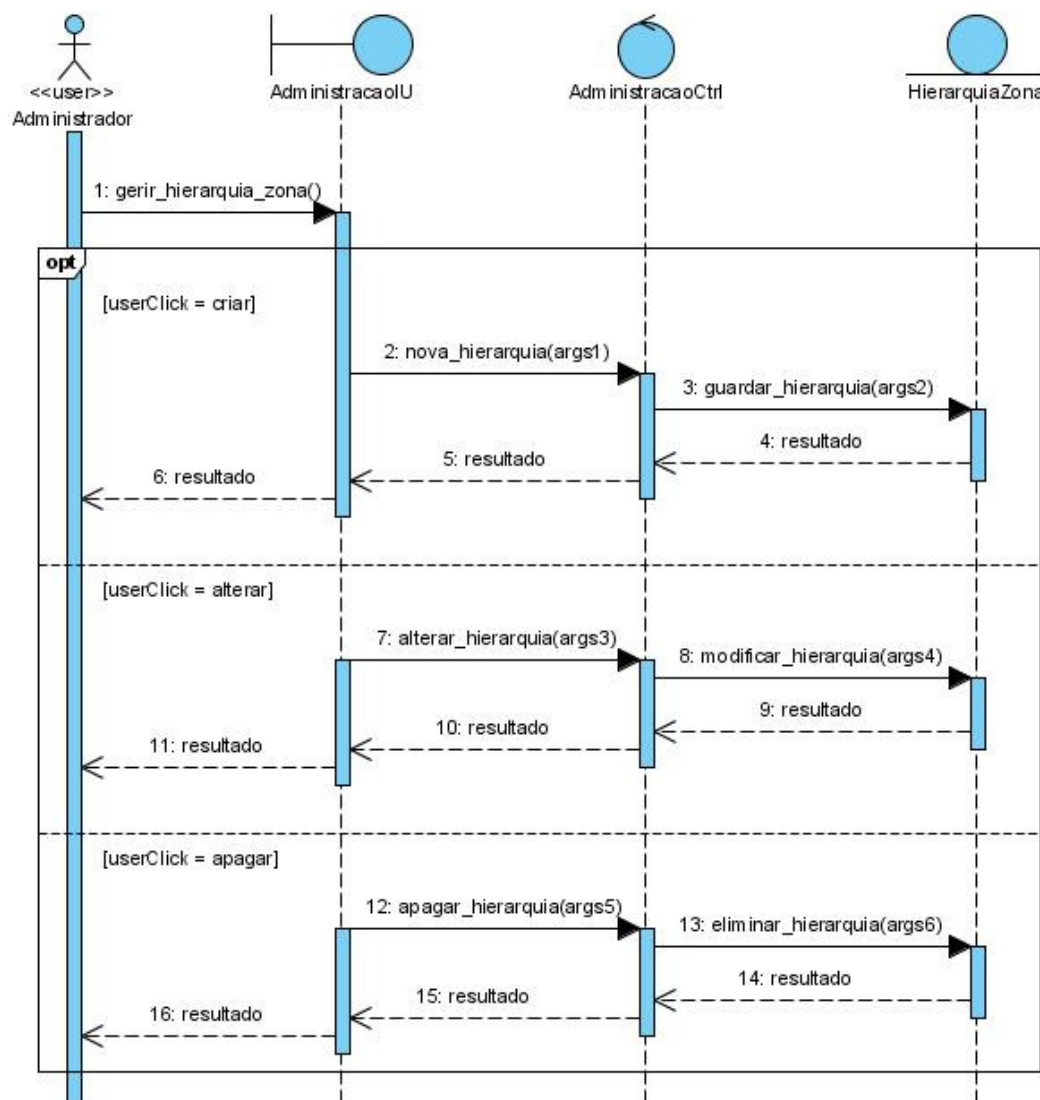 <<user>>
Administrador
AdministracaoIU
AdministracaoCtrl
HierarquiaZona
1: gerir_hierarquia_zona()
opt
[userClick = criar]
2: nova_hierarquia(args1)
3: guardar_hierarquia(args2)
4: resultado
5: resultado
6: resultado
[userClick = alterar]
7: alterar_hierarquia(args3)
8: modificar_hierarquia(args4)
9: resultado
10: resultado
11: resultado
[userClick = apagar]
12: apagar_hierarquia(args5)
13: eliminar_hierarquia(args6)
14: resultado
15: resultado
16: resultado